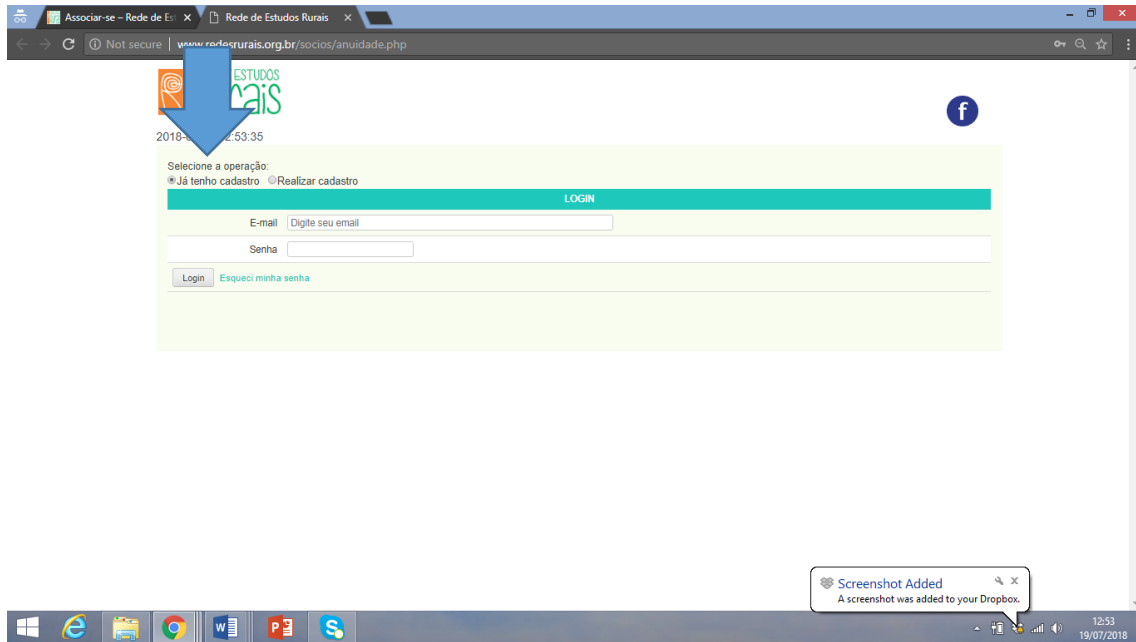 Associar-se – Rede de Es
Rede de Estudos Rurais
Not secure | www.redesrurais.org.br/socios/anuidade.php
ESTUDOS
rais
f
2018- 2:53:35
Selecione a operação:
Já tenho cadastro Realizar cadastro
LOGIN
E-mail Digite seu email
Senha
Login Esqueci minha senha
Screenshot Added
A screenshot was added to your Dropbox.
12:53
19/07/2018